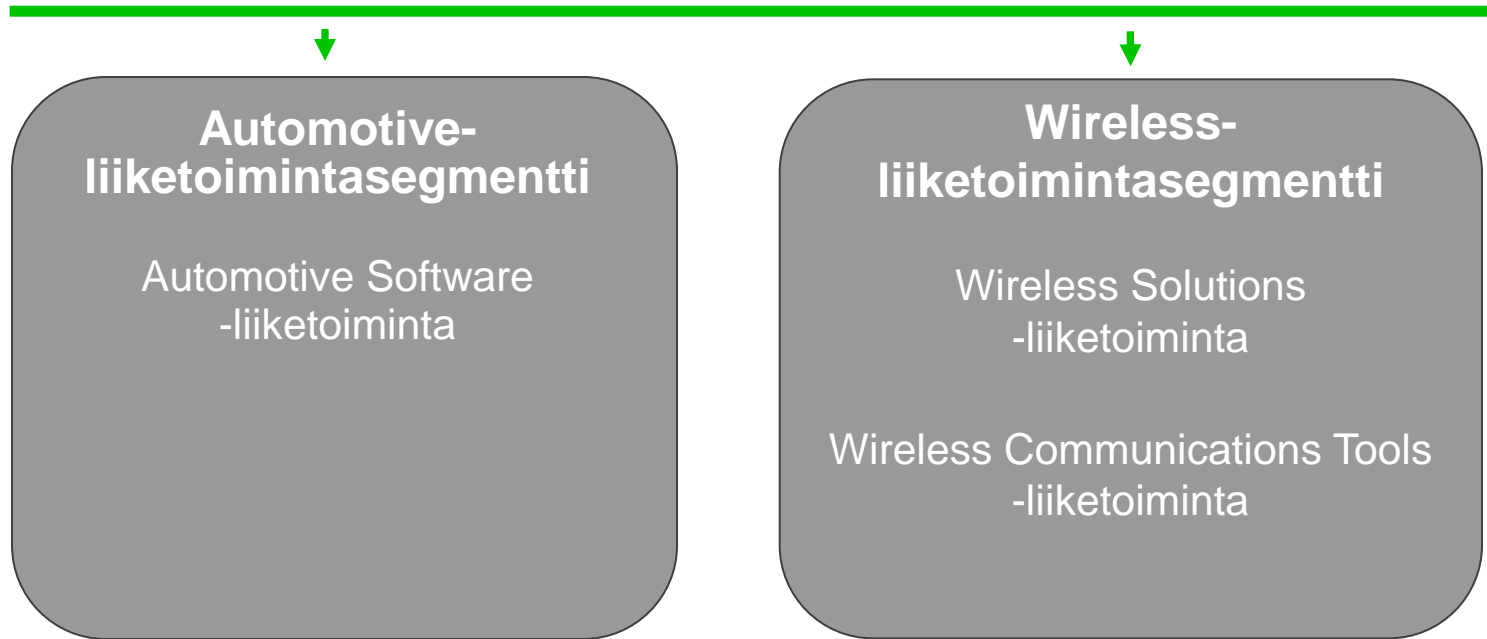 Automotive-
liiketoimintasegmentti
Automotive Software
-liiketoiminta
Wireless-
liiketoimintasegmentti
Wireless Solutions
-liiketoiminta
Wireless Communications Tools
-liiketoiminta